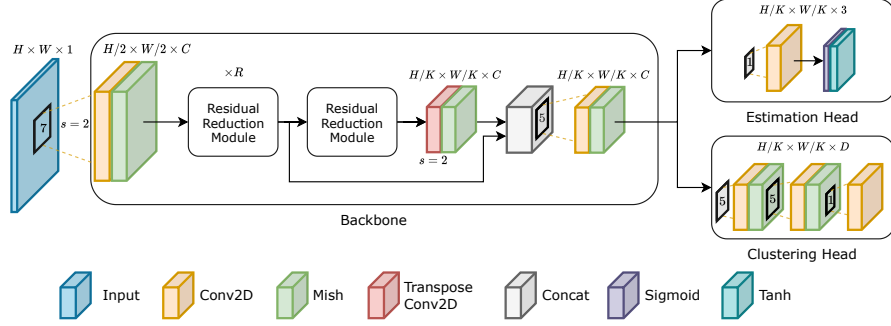 H × W × 1
7
s = 2
H/2 × W/2 × C
×R
Residual
Reduction
Module
Residual
Reduction
Module
H/K × W/K × C
s = 2
5
H/K × W/K × C
Backbone
H/K × W/K × 3
1
Estimation Head
H/K × W/K × D
5
5
1
Clustering Head
Input
Conv2D
Mish
Transpose
Conv2D
Concat
Sigmoid
Tanh